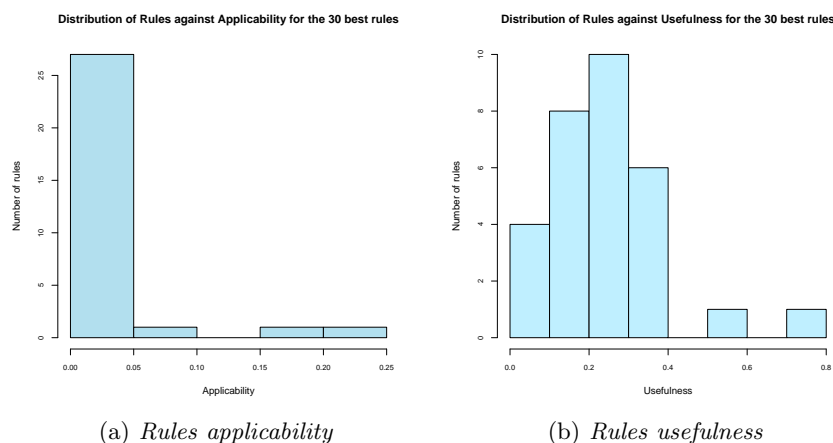 Distribution of Rules against Applicability for the 30 best rules
Number of rules
25
20
15
10
5
0
0.00 0.05 0.10 0.15 0.20 0.25
Applicability
(a) Rules applicability
Distribution of Rules against Usefulness for the 30 best rules
Number of rules
10
8
6
4
2
0
0.0 0.2 0.4 0.6 0.8
Usefulness
(b) Rules usefulness